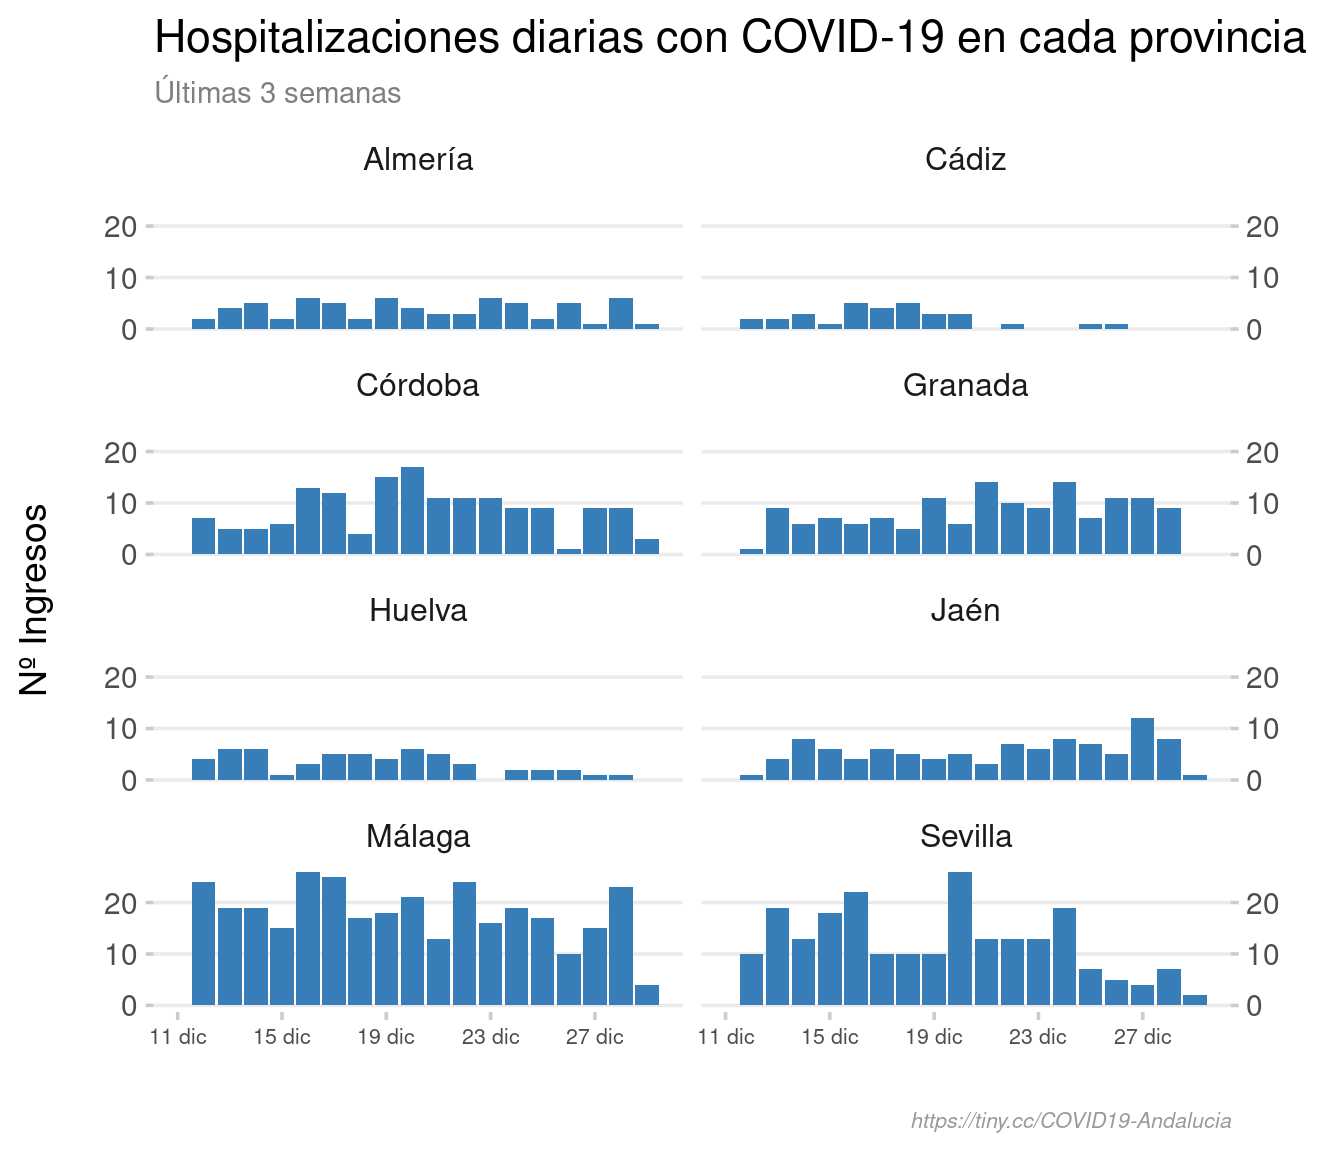 Hospitalizaciones diarias con COVID-19 en cada provincia
Últimas 3 semanas
Almería
Cádiz
20
10
0
20
10
0
Córdoba
Granada
20
10
0
20
10
0
Nº Ingresos
Huelva
Jaén
20
10
0
20
10
0
Málaga
Sevilla
20
10
0
20
10
0
11 dic 15 dic 19 dic 23 dic 27 dic
11 dic 15 dic 19 dic 23 dic 27 dic
https://tiny.cc/COVID19-Andalucia